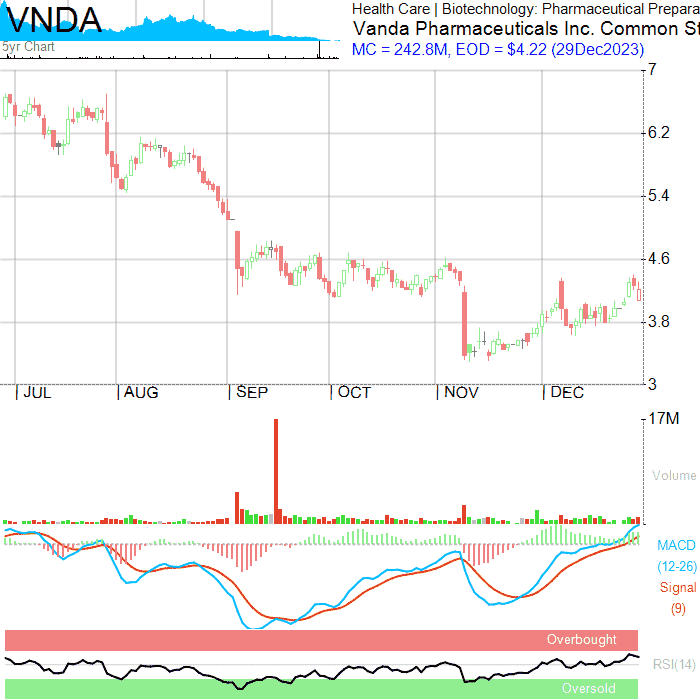 VNDA
5yr Chart
Health Care | Biotechnology: Pharmaceutical Prepara
Vanda Pharmaceuticals Inc. Common St
MC = 242.8M, EOD = $4.22 (29Dec2023)
7
6.2
5.4
4.6
3.8
3
JUL AUG SEP OCT NOV DEC
17M
Volume
MACD
(12-26)
Signal
(9)
Overbought
RSI(14)
Oversold